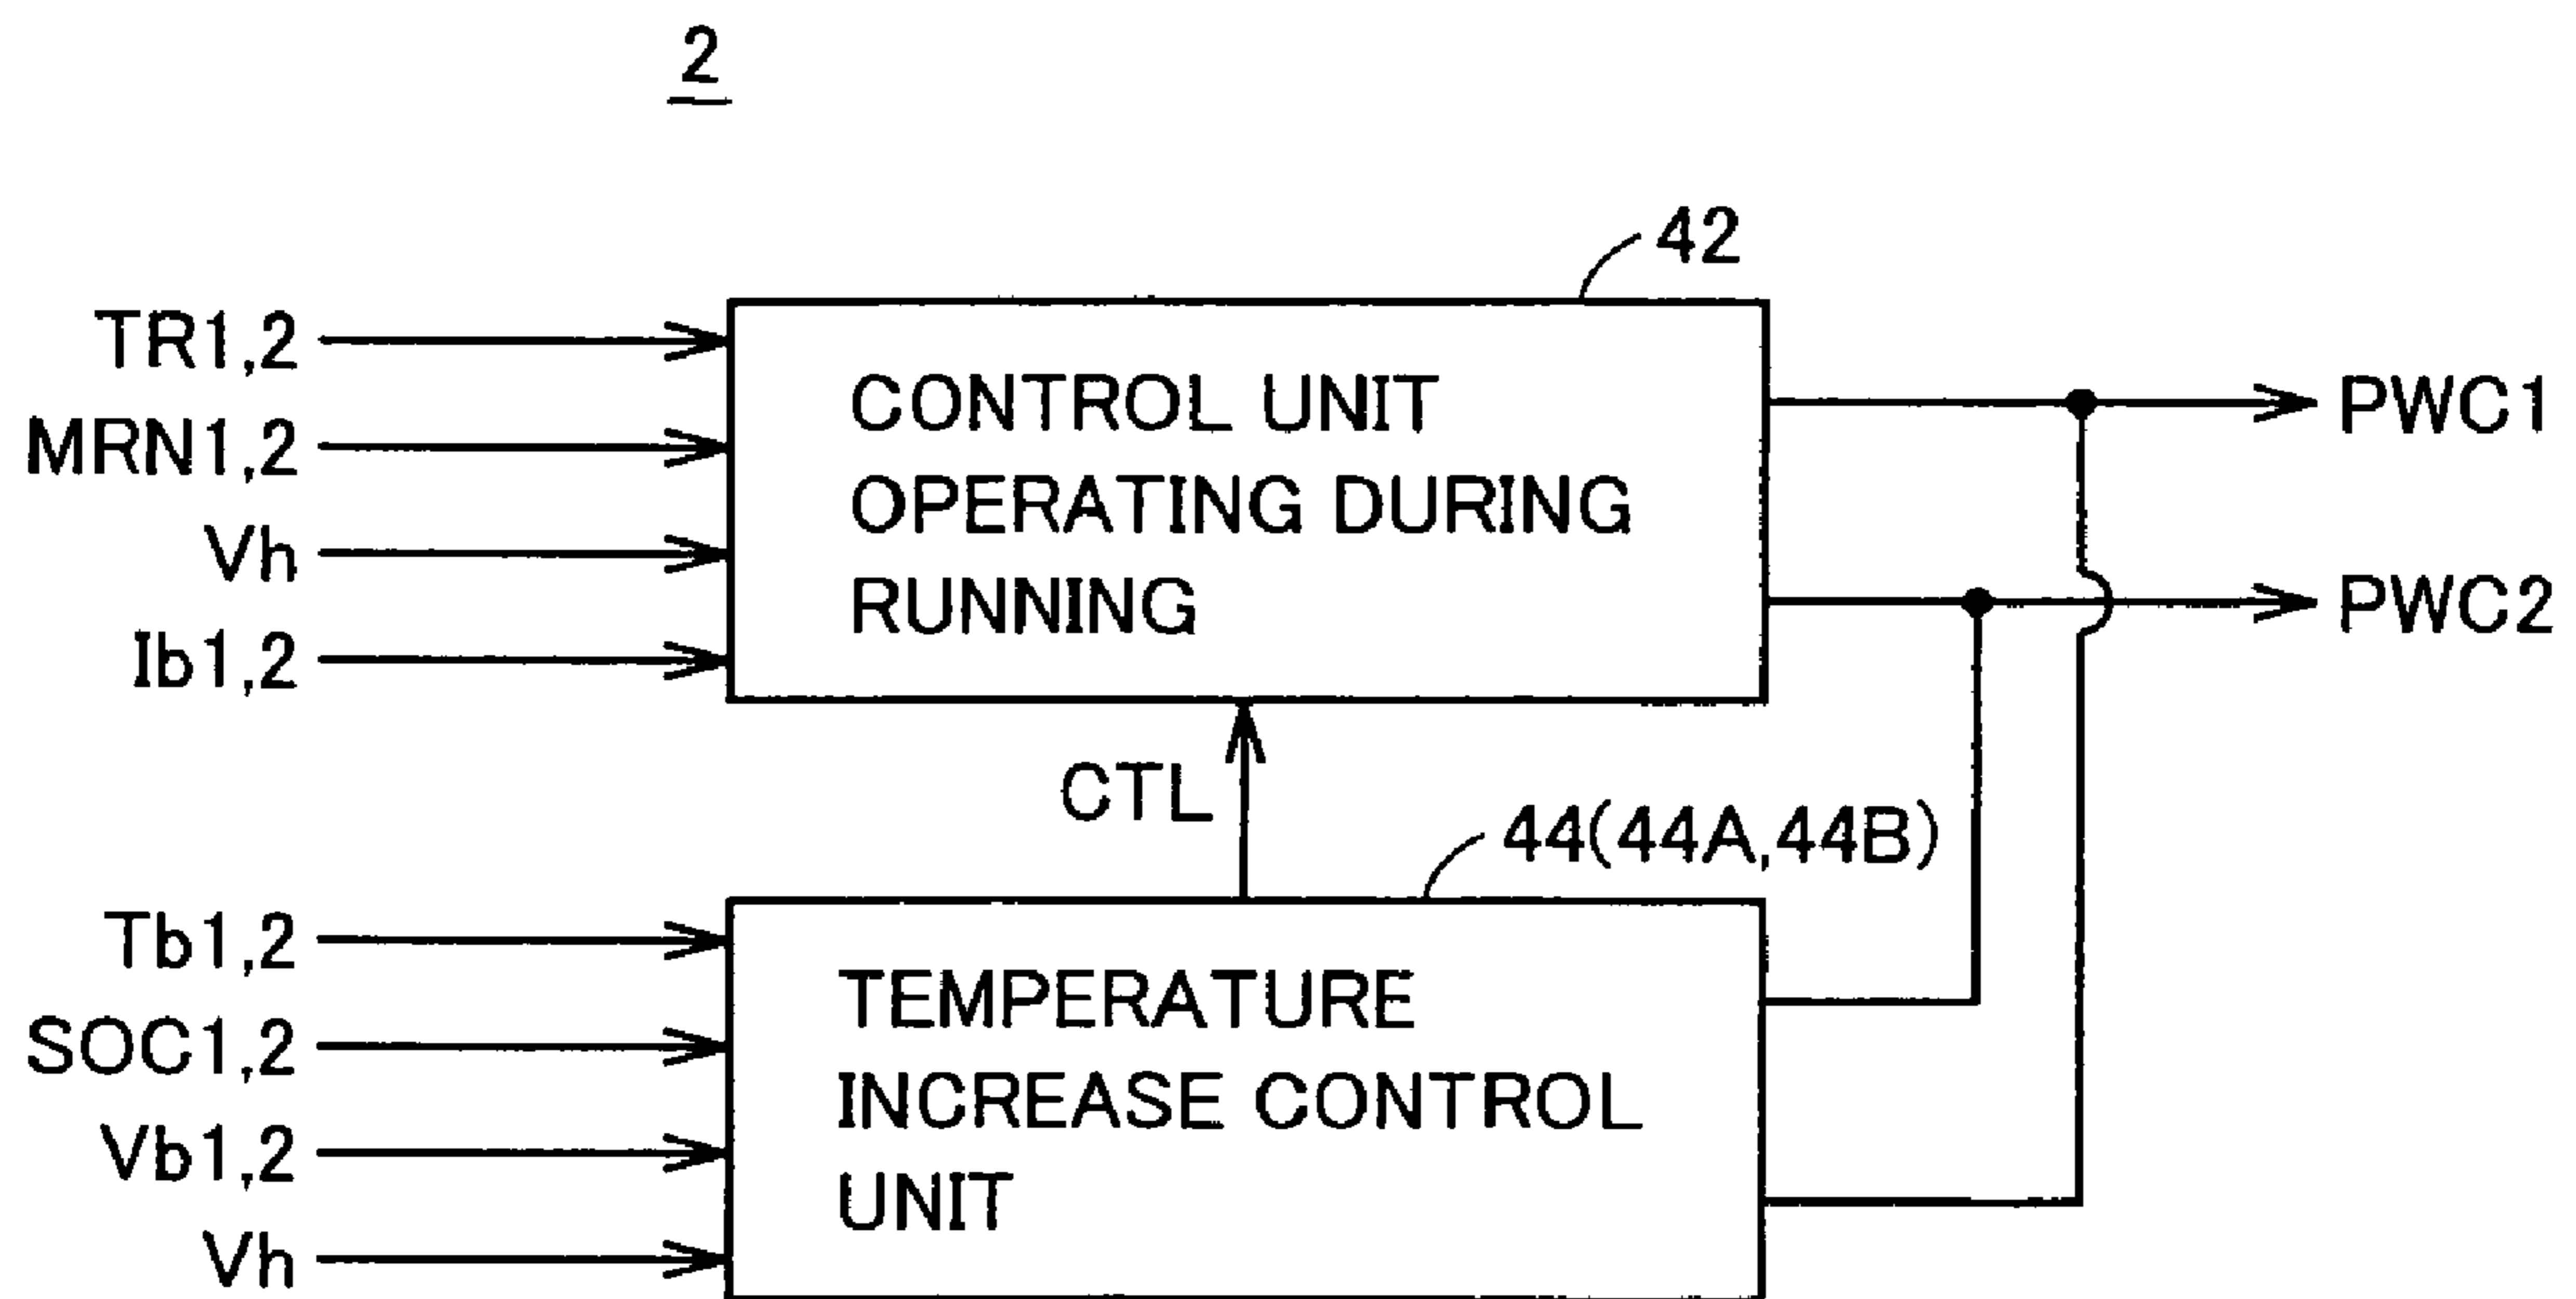 2
42
TR1,2
MRN1,2
Vh
Ib1,2
CONTROL UNIT
OPERATING DURING
RUNNING
PWC1
PWC2
CTL
44(44A,44B)
Tb1,2
SOC1,2
Vb1,2
Vh
TEMPERATURE
INCREASE CONTROL
UNIT